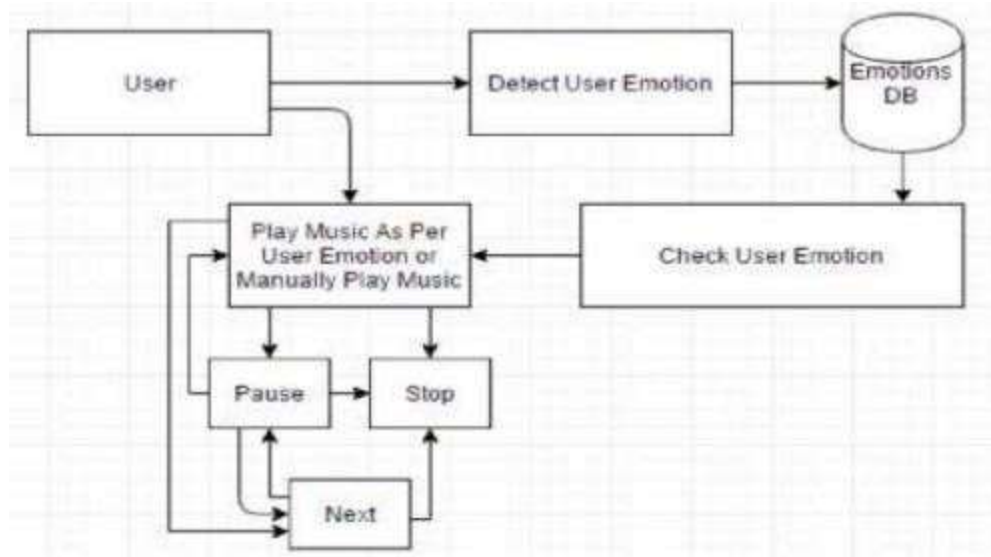 User
Detect User Emotion
Emotions
DB
Play Music As Per
User Emotion or
Manually Play Music
Check User Emotion
Pause
Stop
Next